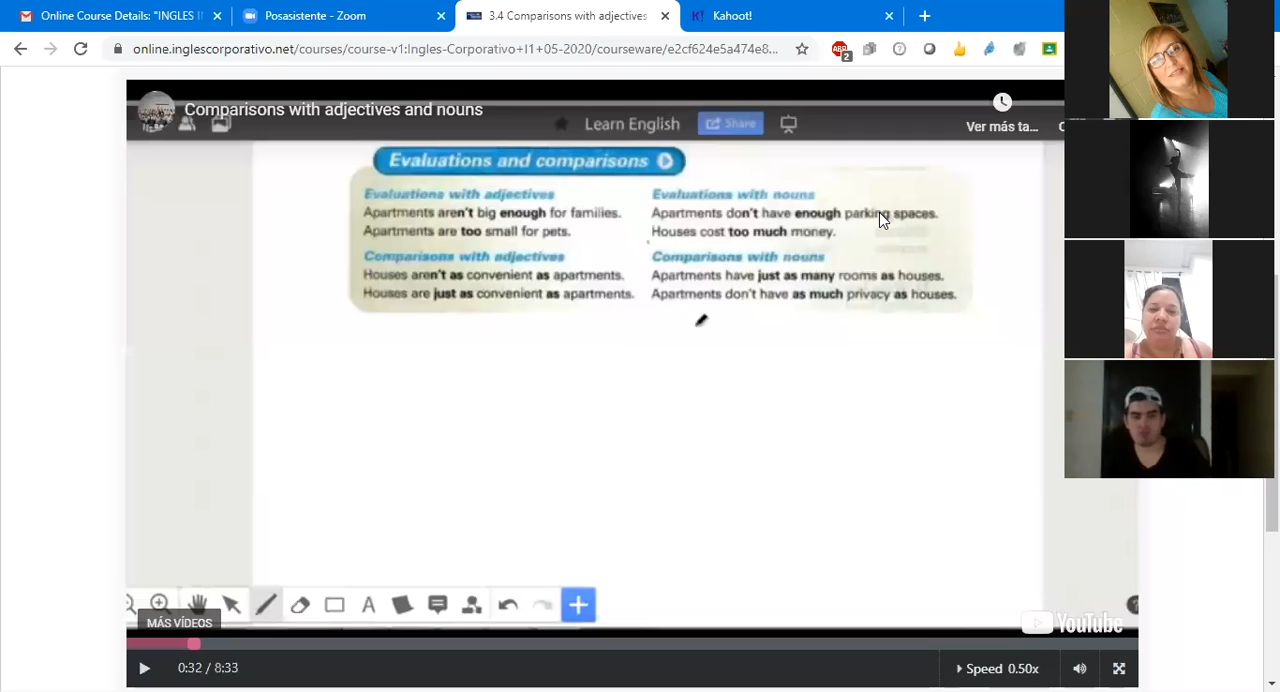 Online Course Details: "INGLES I
Posasistente - Zoom
3.4 Comparisons with adjectives
Kahoot!
online.inglescorporativo.net/courses/course-v1:Ingles-Corporativo+I1+05-2020/courseware/e2cf624e5a474e8...
ABP
2
Comparisons with adjectives and nouns
Learn English
Share
Ver más ta...
Evaluations and comparisons
Evaluations with adjectives
Apartments aren't big enough for families.
Apartments are too small for pets.
Comparisons with adjectives
Houses aren't as convenient as apartments.
Houses are just as convenient as apartments.
Evaluations with nouns
Apartments don't have enough parking spaces.
Houses cost too much money.
Comparisons with nouns
Apartments have just as many rooms as houses.
Apartments don't have as much privacy as houses.
A
MÁS VÍDEOS
YouTube
0:32 / 8:33
Speed 0.50x